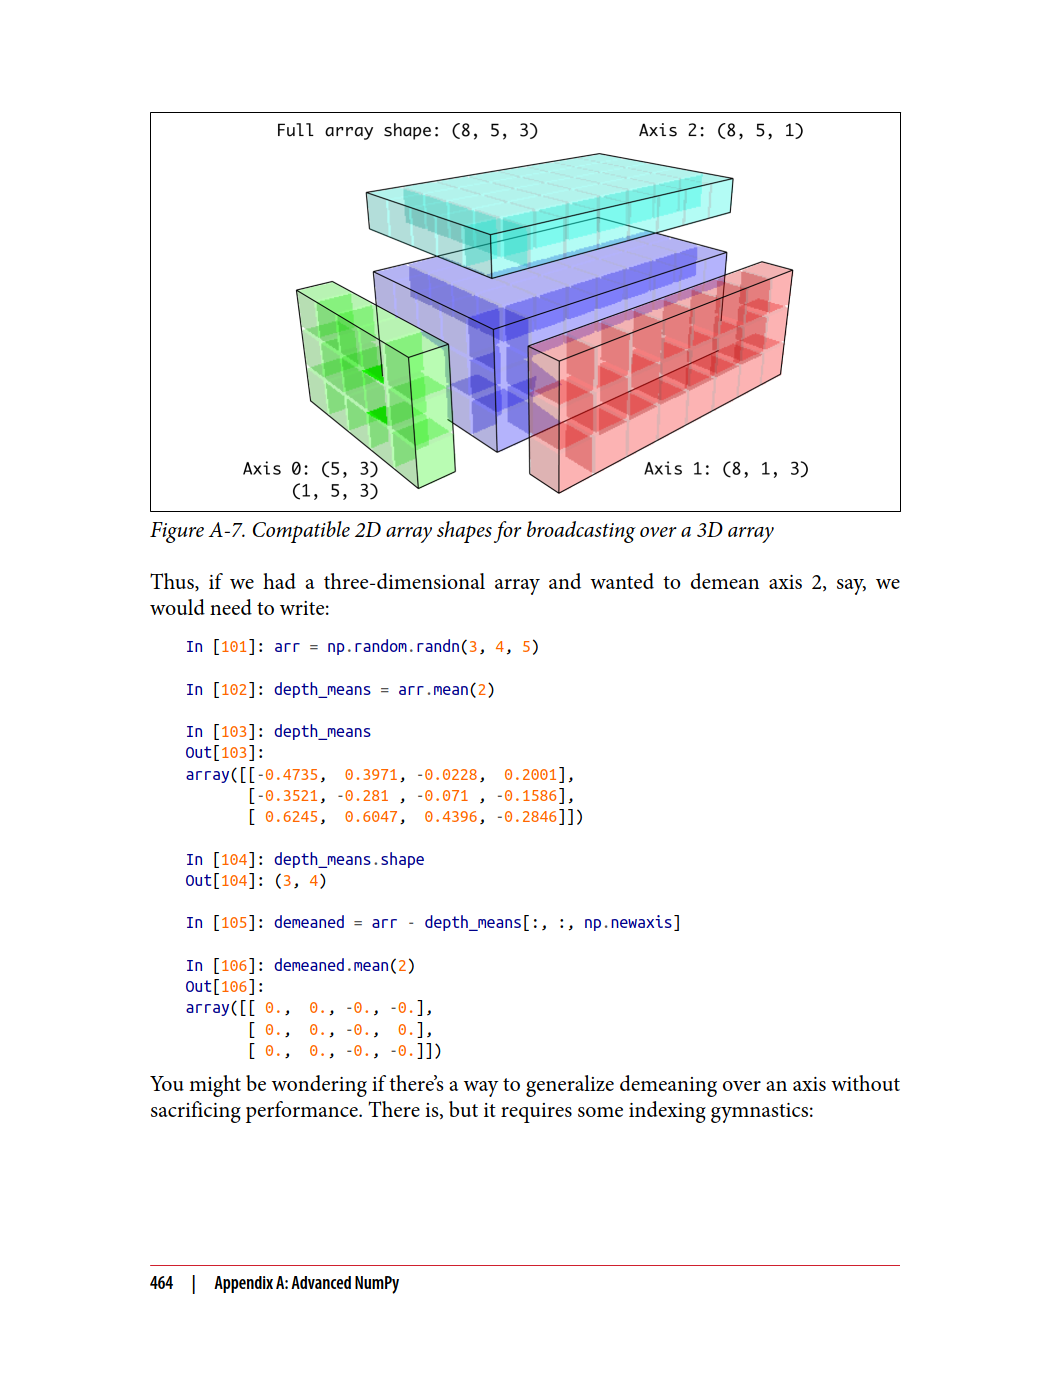 Full array shape: (8, 5, 3)    Axis 2: (8, 5, 1)
Axis 0: (5, 3)    Axis 1: (8, 1, 3)
(1, 5, 3)
Figure A-7. Compatible 2D array shapes for broadcasting over a 3D array
Thus, if we had a three-dimensional array and wanted to demean axis 2, say, we
would need to write:
In [101]: arr = np.random.randn(3, 4, 5)
In [102]: depth_means = arr.mean(2)
In [103]: depth_means
Out[103]:
array([[-0.4735,  0.3971, -0.0228,  0.2001],
       [-0.3521, -0.281 , -0.071 , -0.1586],
       [ 0.6245,  0.6047,  0.4396, -0.2846]])
In [104]: depth_means.shape
Out[104]: (3, 4)
In [105]: demeaned = arr - depth_means[:, :, np.newaxis]
In [106]: demeaned.mean(2)
Out[106]:
array([[ 0.,  0., -0., -0.],
       [ 0.,  0., -0.,  0.],
       [ 0.,  0., -0., -0.]])
You might be wondering if there's a way to generalize demeaning over an axis without
sacrificing performance. There is, but it requires some indexing gymnastics:
464 | Appendix A: Advanced NumPy